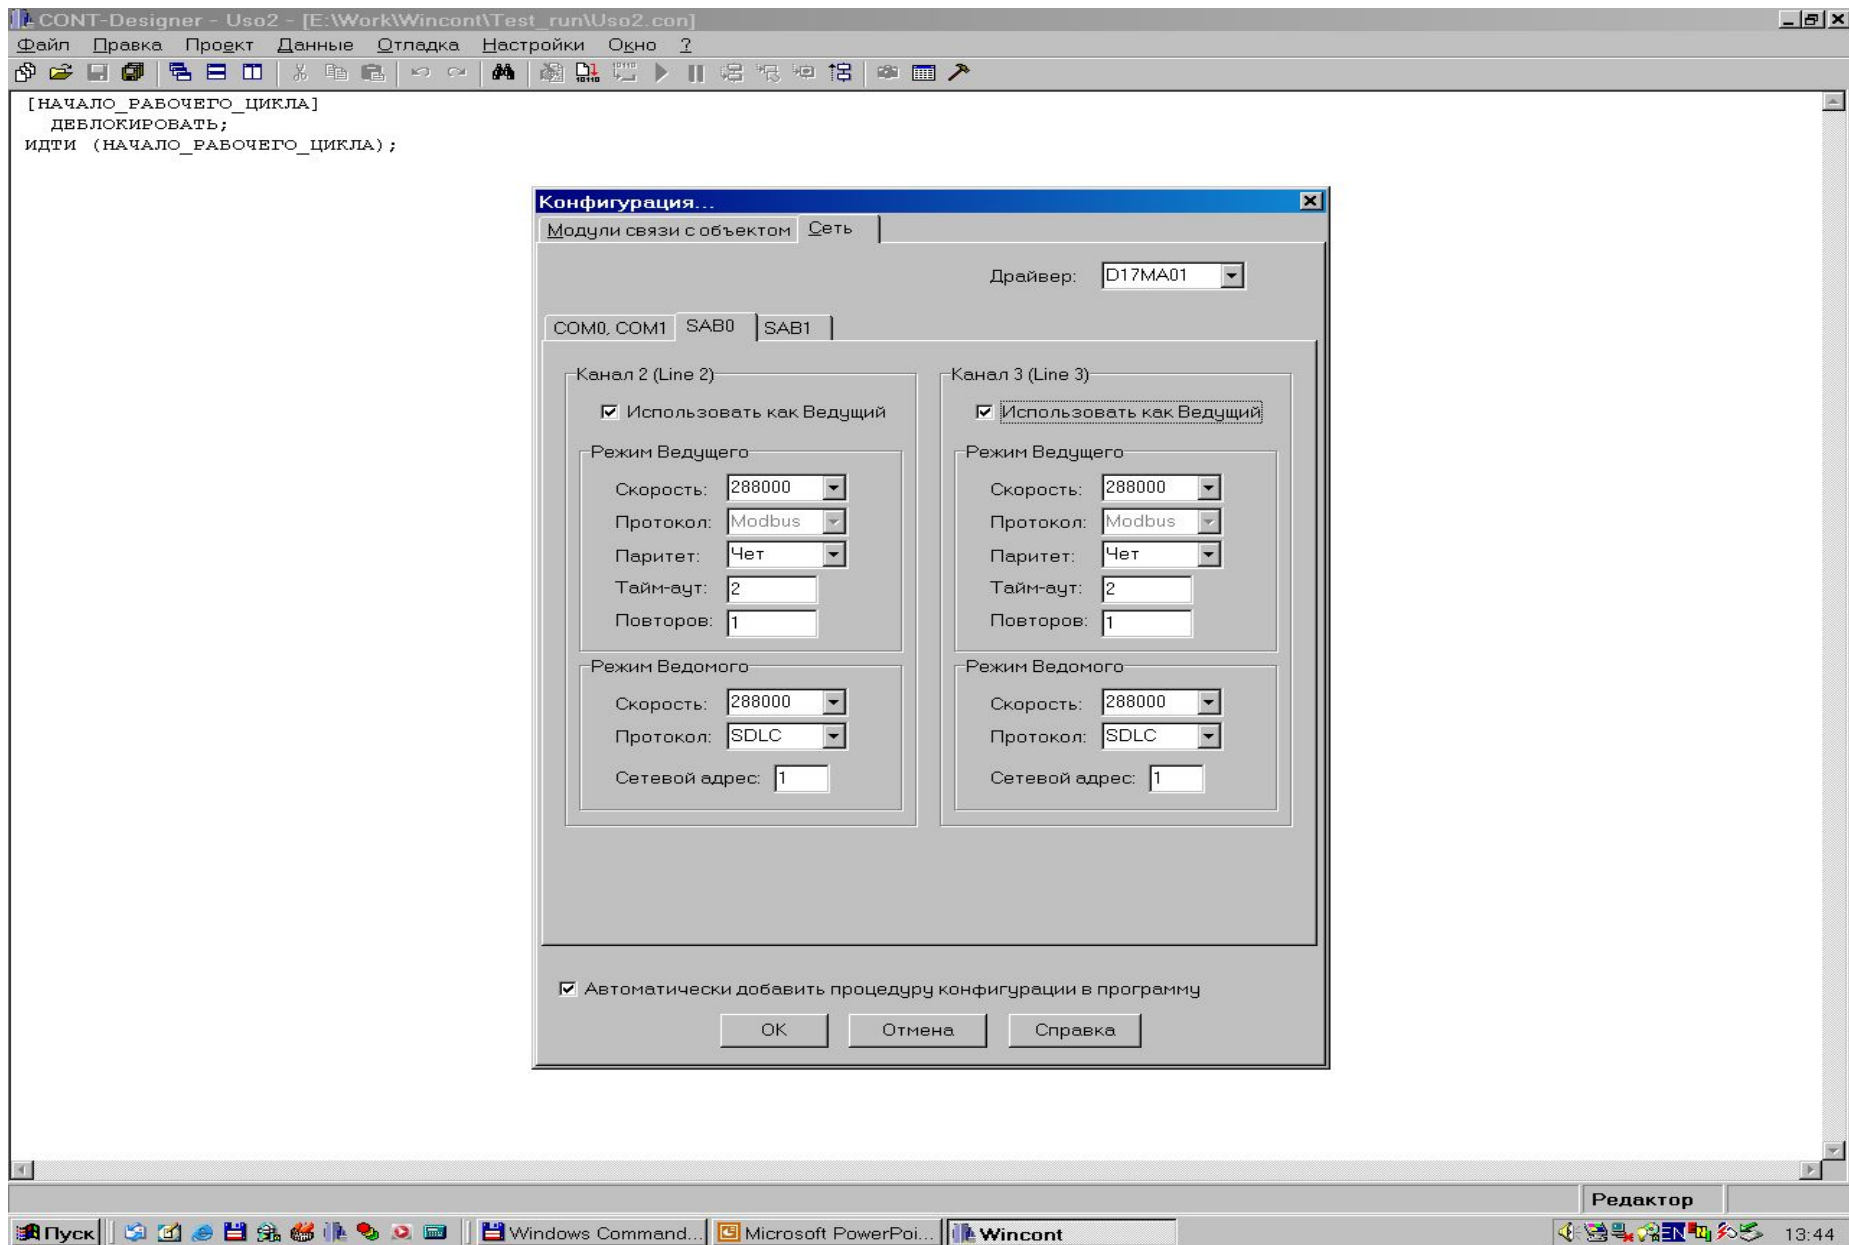 CONT-Designer - Uso2 - [E:\Work\Wincont\Test_run\Uso2.con]
Файл Правка Проект Данные Отладка Настройки Окно ?
[НАЧАЛО_РАБОЧЕГО_ЦИКЛА]
ДЕБЛОКИРОВАТЬ;
ИДТИ (НАЧАЛО_РАБОЧЕГО_ЦИКЛА);
Конфигурация...
Модули связи с объектом Сеть
Драйвер: D17MA01
COM0, COM1 SAB0 SAB1
Канал 2 (Line 2)
Использовать как Ведущий
Режим Ведущего
Скорость: 288000
Протокол: Modbus
Паритет: Чет
Тайм-аут: 2
Повторов: 1
Режим Ведомого
Скорость: 288000
Протокол: SDLC
Сетевой адрес: 1
Канал 3 (Line 3)
Использовать как Ведущий
Режим Ведущего
Скорость: 288000
Протокол: Modbus
Паритет: Чет
Тайм-аут: 2
Повторов: 1
Режим Ведомого
Скорость: 288000
Протокол: SDLC
Сетевой адрес: 1
Автоматически добавить процедуру конфигурации в программу
OK Отмена Справка
Редактор
Пуск Windows Command... Microsoft PowerPoi... Wincont EN 13:44